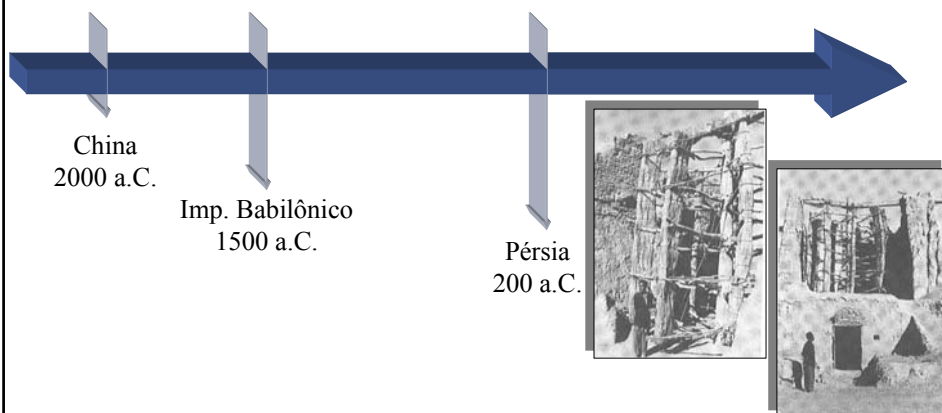 China
2000 a.C.
Imp. Babilônico
1500 a.C.
Pérsia
200 a.C.